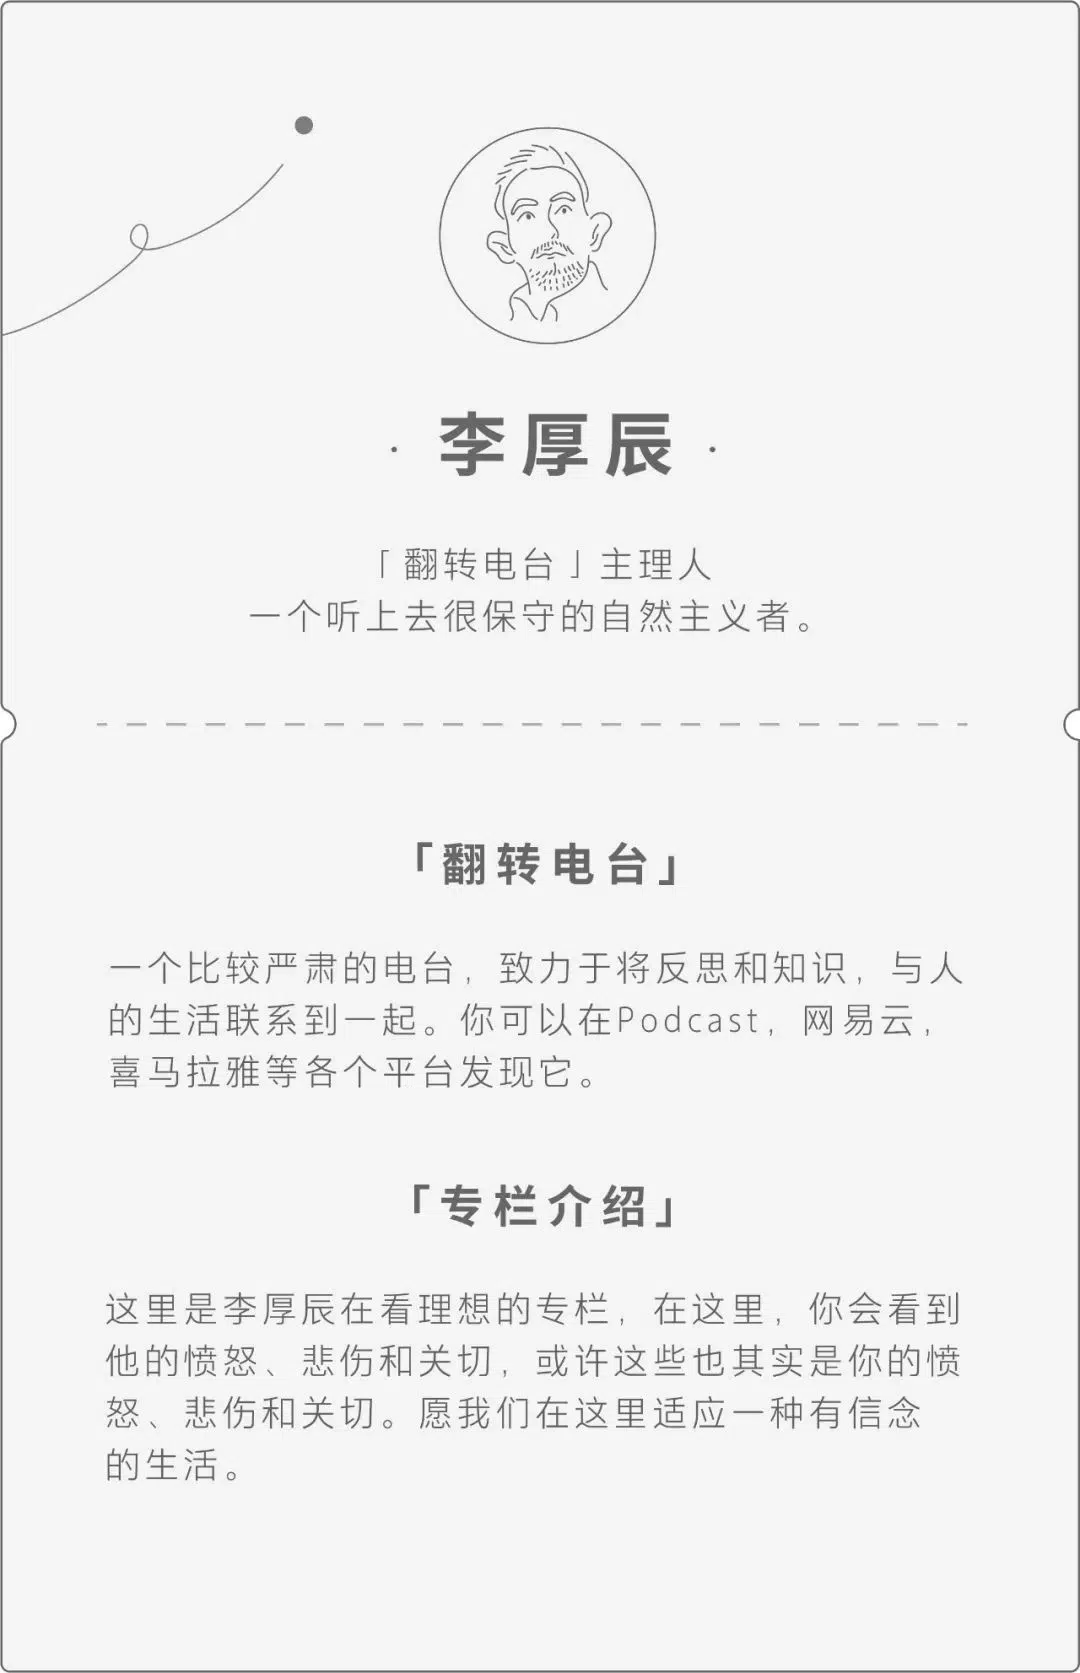 · 李厚辰 ·
「翻转电台」主理人
一个听上去很保守的自然主义者。
「翻转电台」
一个比较严肃的电台，致力于将反思和知识，与人
的生活联系到一起。你可以在Podcast，网易云，
喜马拉雅等各个平台发现它。
「专栏介绍」
这里是李厚辰在看理想的专栏，在这里，你会看到
他的愤怒、悲伤和关切，或许这些也其实是你的愤
怒、悲伤和关切。愿我们在这里适应一种有信念
的生活。